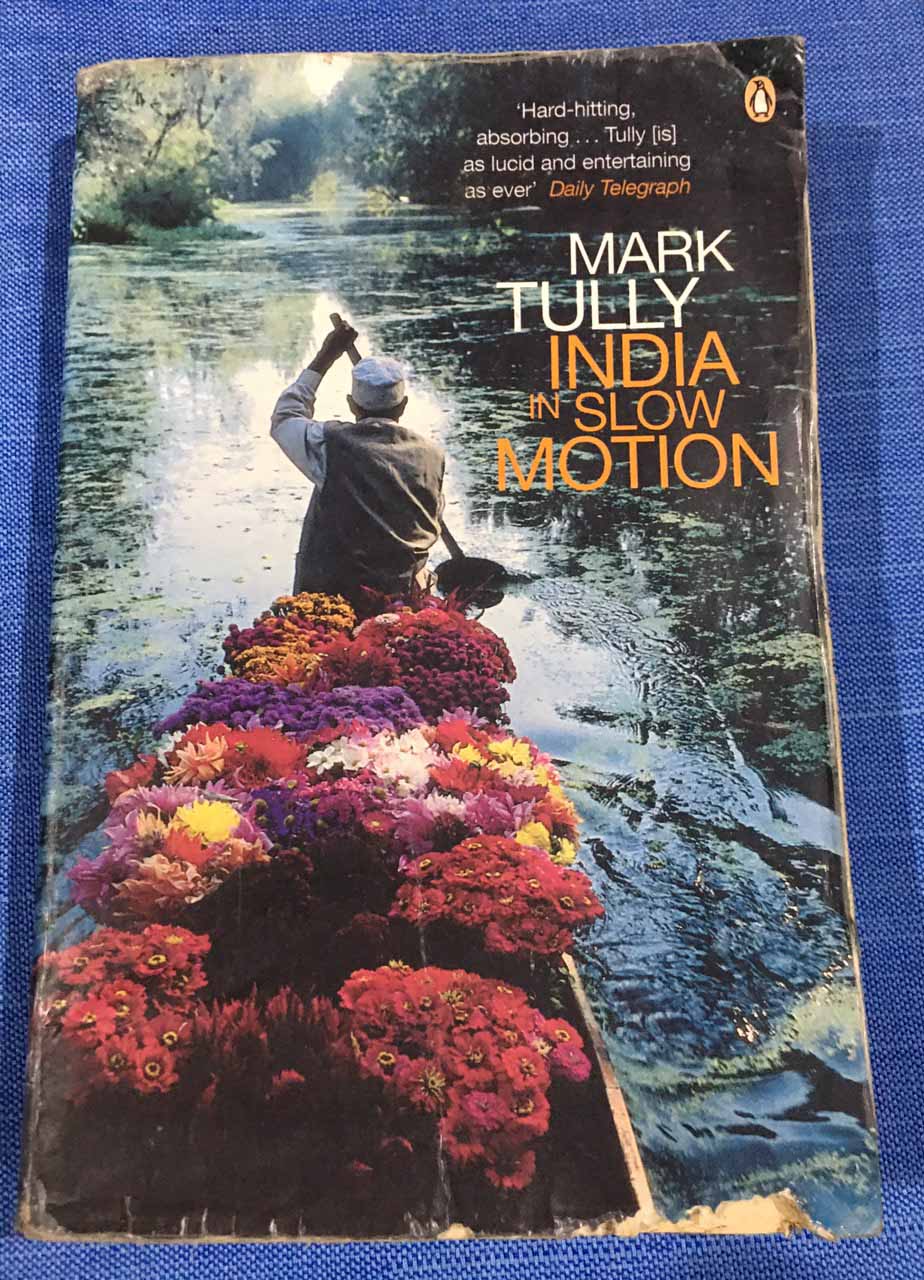 ‘Hard-hitting,
absorbing ... Tully [is]
as lucid and entertaining
as ever’ Daily Telegraph
MARK
TULLY
INDIA
IN SLOW
MOTION